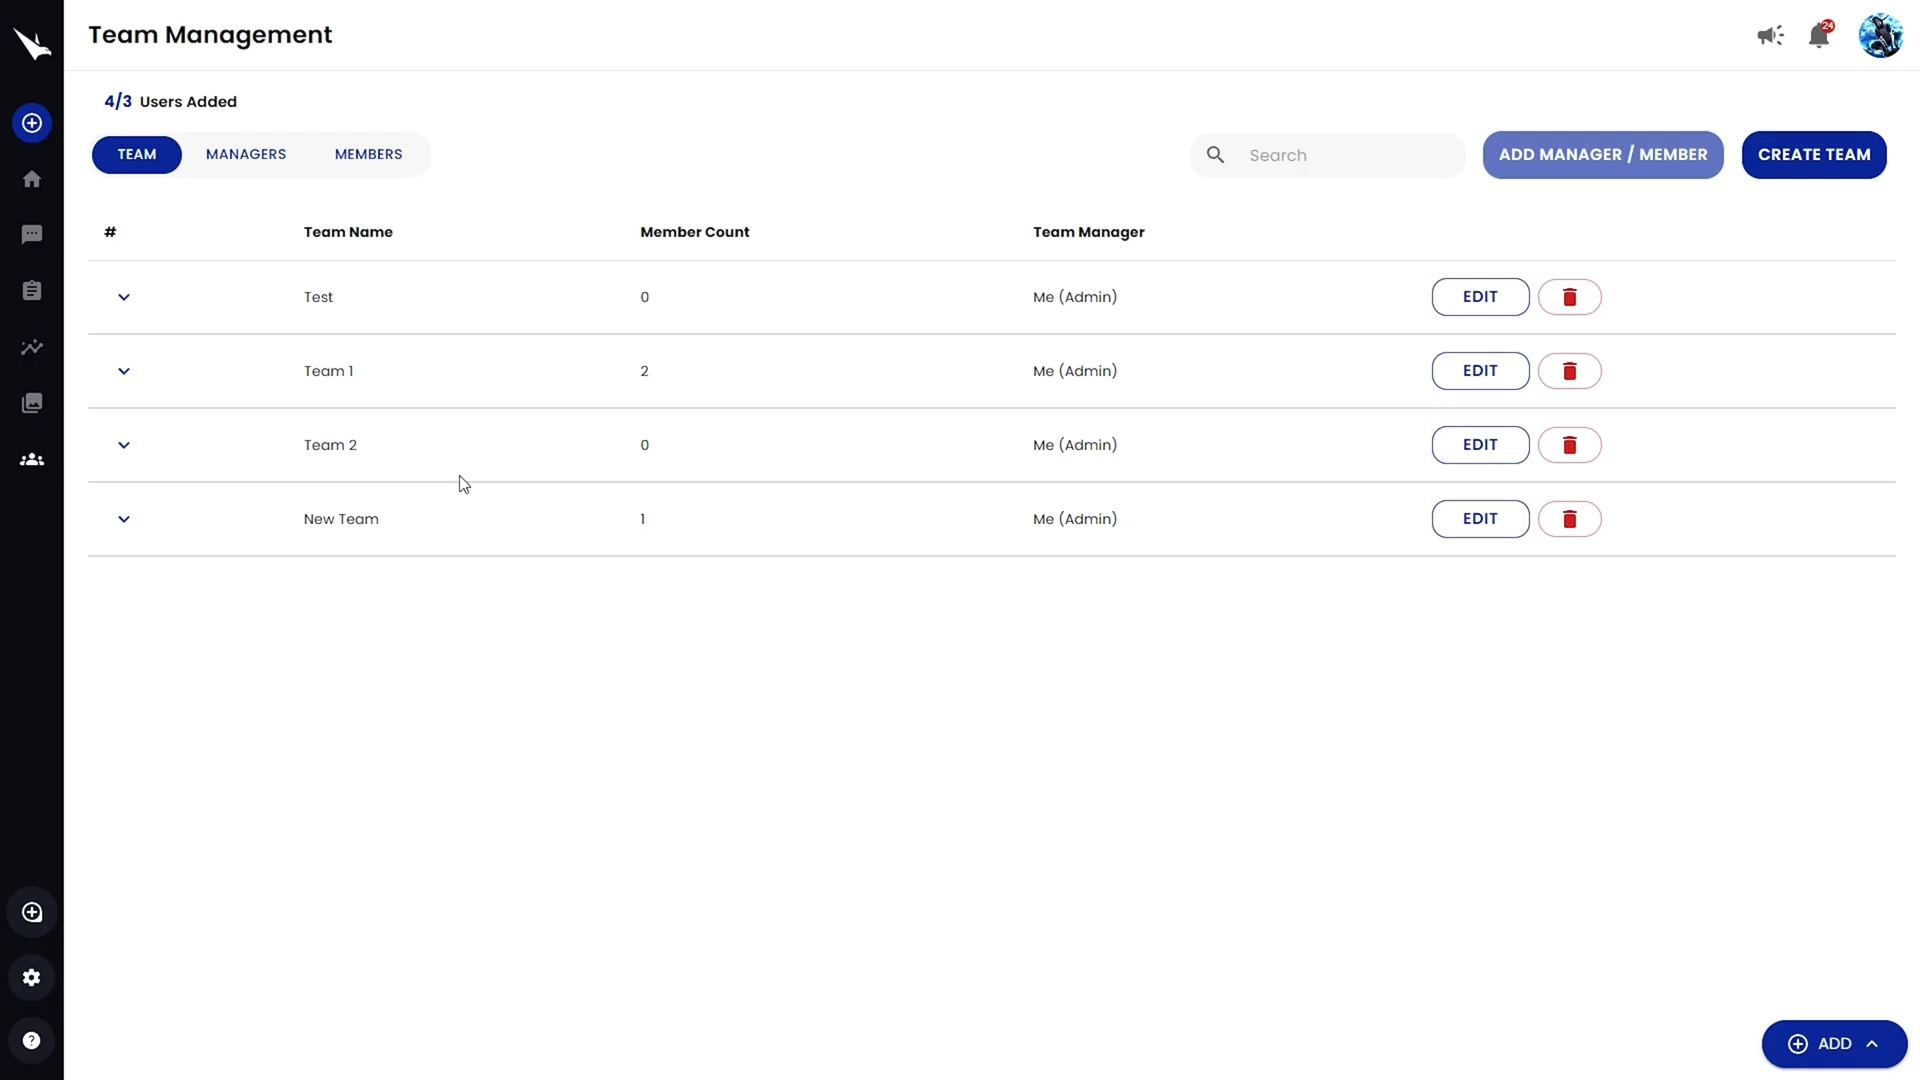 Team Management
24
4/3 Users Added
TEAM MANAGERS MEMBERS
Search
ADD MANAGER / MEMBER
CREATE TEAM
# Team Name Member Count Team Manager
Test 0 Me (Admin) EDIT
Team 1 2 Me (Admin) EDIT
Team 2 0 Me (Admin) EDIT
New Team 1 Me (Admin) EDIT
ADD